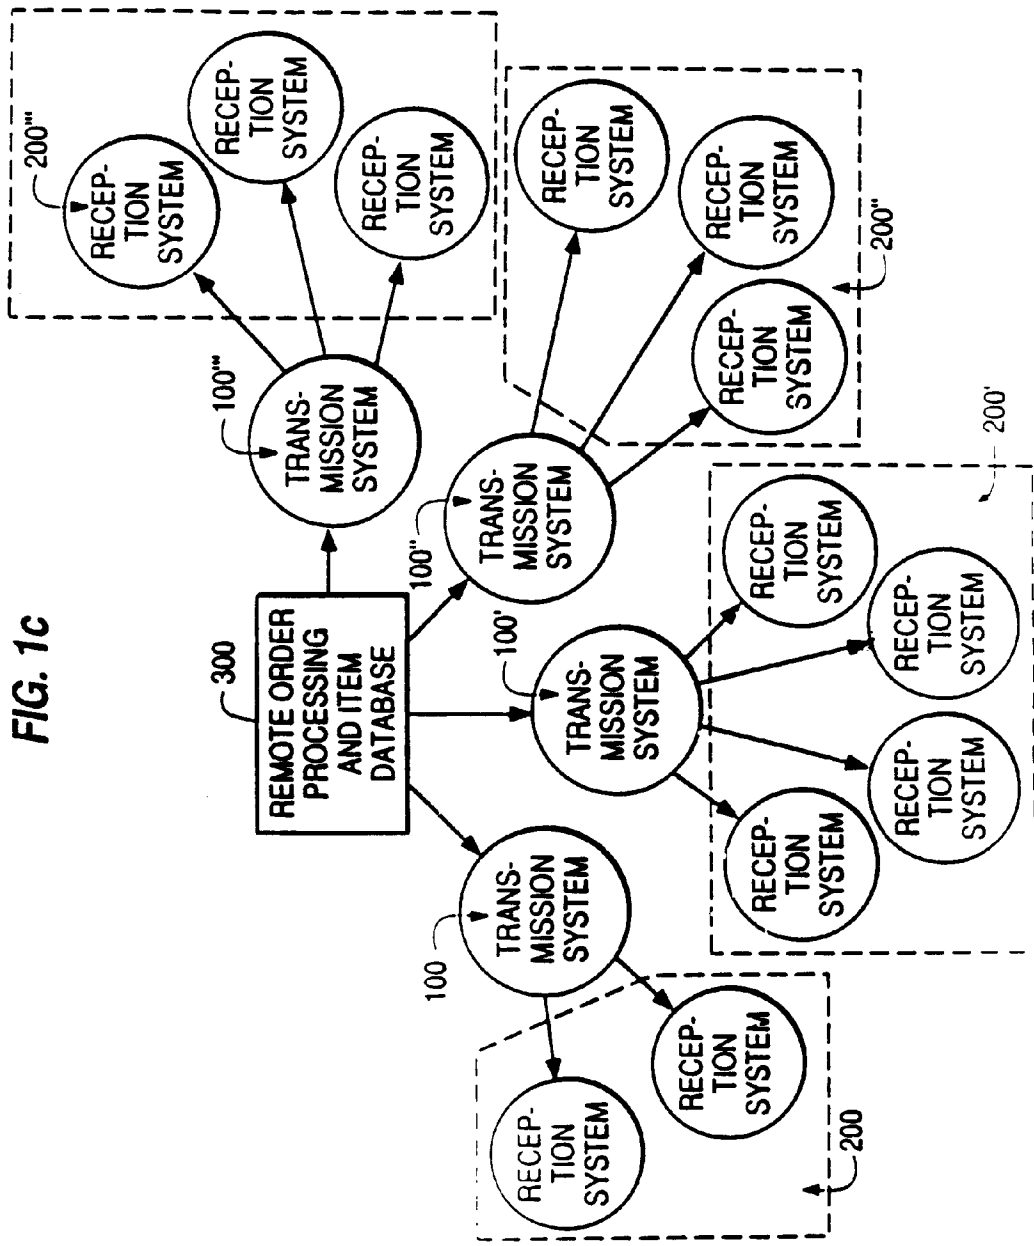 FIG. 1c
300
REMOTE ORDER
PROCESSING
AND ITEM
DATABASE
100
TRANS-
MISSION
SYSTEM
100'
TRANS-
MISSION
SYSTEM
100"
TRANS-
MISSION
SYSTEM
100'''
TRANS-
MISSION
SYSTEM
RECEP-
TION
SYSTEM
RECEP-
TION
SYSTEM
200
RECEP-
TION
SYSTEM
RECEP-
TION
SYSTEM
RECEP-
TION
SYSTEM
RECEP-
TION
SYSTEM
200'
RECEP-
TION
SYSTEM
RECEP-
TION
SYSTEM
RECEP-
TION
SYSTEM
200"
200'''
RECEP-
TION
SYSTEM
RECEP-
TION
SYSTEM
RECEP-
TION
SYSTEM